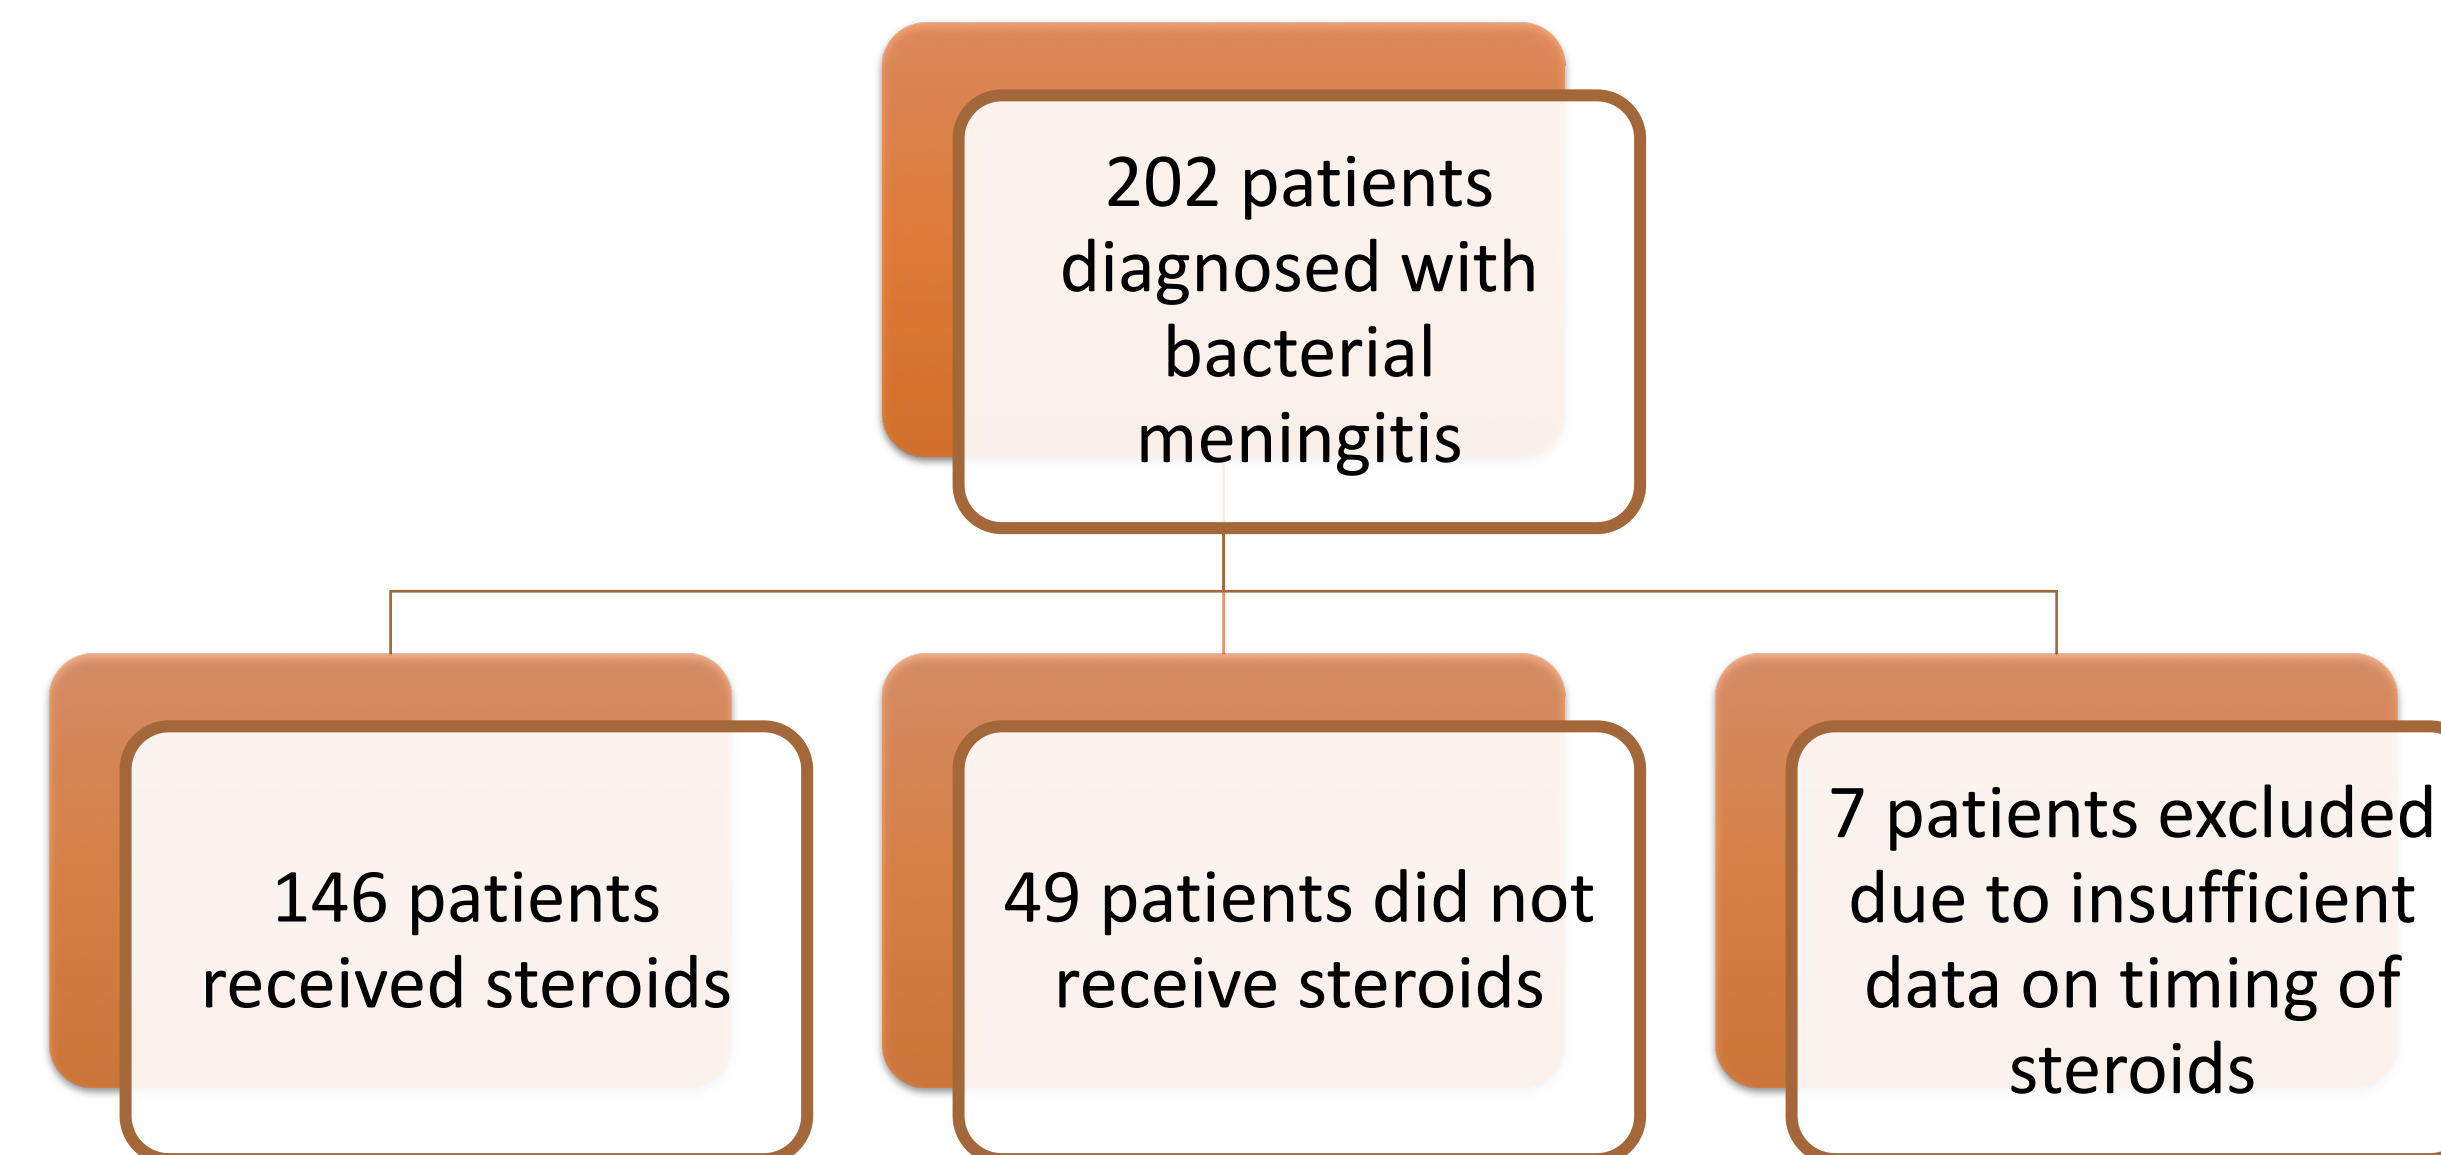 202 patients
diagnosed with
bacterial
meningitis
146 patients
received steroids
49 patients did not
receive steroids
7 patients excluded
due to insufficient
data on timing of
steroids